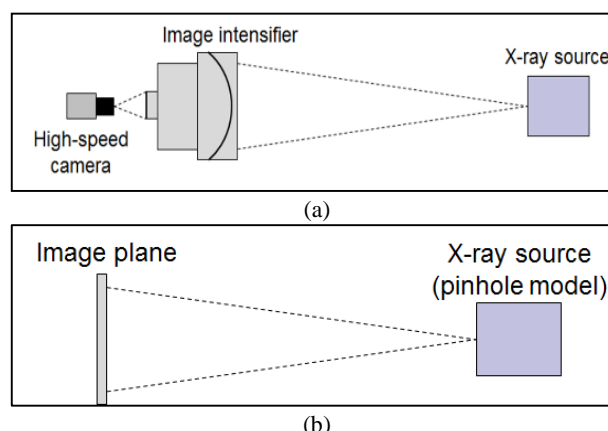 Image intensifier
X-ray source
High-speed
camera
(a)
Image plane
X-ray source
(pinhole model)
(b)